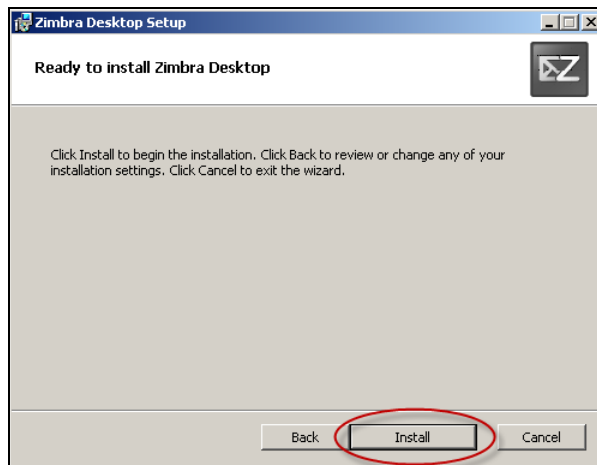 Zimbra Desktop Setup
Ready to install Zimbra Desktop
Z
Click Install to begin the installation. Click Back to review or change any of your
installation settings. Click Cancel to exit the wizard.
Back Install Cancel